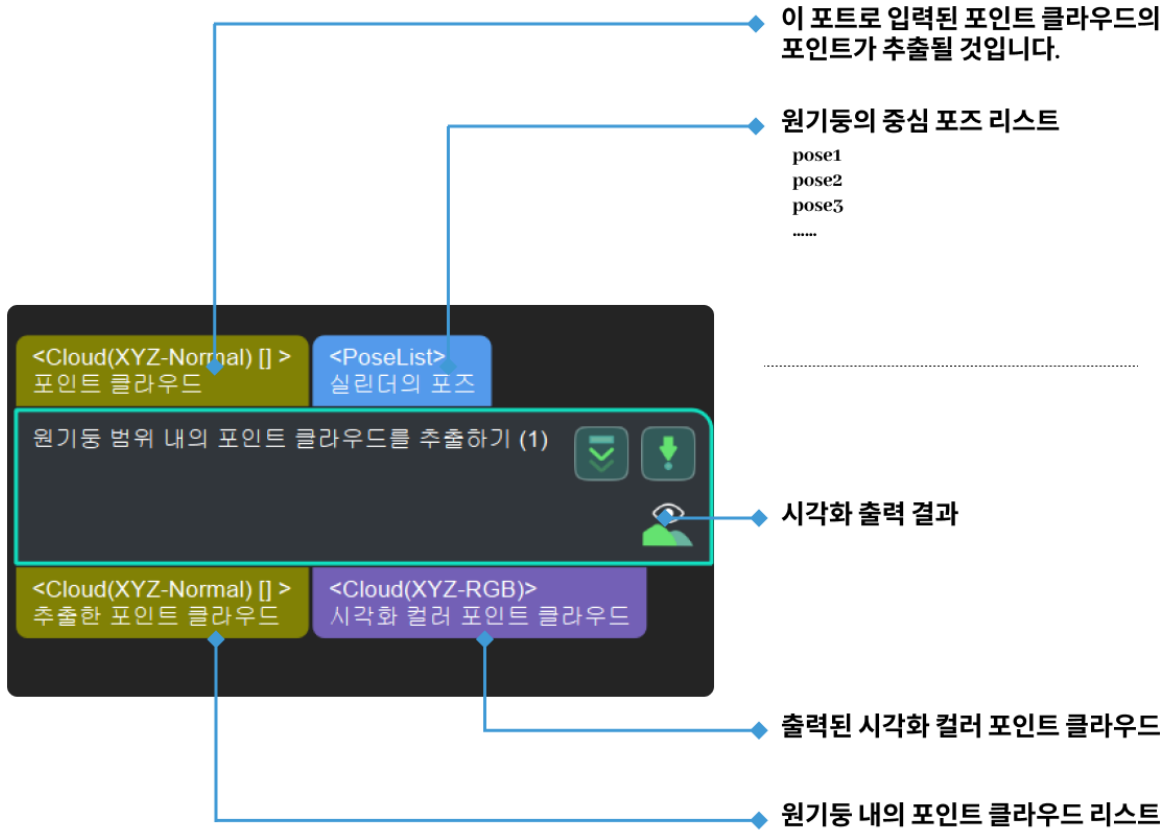 이 포트로 입력된 포인트 클라우드의
포인트가 추출될 것입니다.
원기둥의 중심 포즈 리스트
pose1
pose2
pose3
......
<Cloud(XYZ-Normal) [] >
포인트 클라우드
<PoseList>
실린더의 포즈
원기둥 범위 내의 포인트 클라우드를 추출하기 (1)
시각화 출력 결과
<Cloud(XYZ-Normal) [] >
추출한 포인트 클라우드
<Cloud(XYZ-RGB)>
시각화 컬러 포인트 클라우드
출력된 시각화 컬러 포인트 클라우드
원기둥 내의 포인트 클라우드 리스트